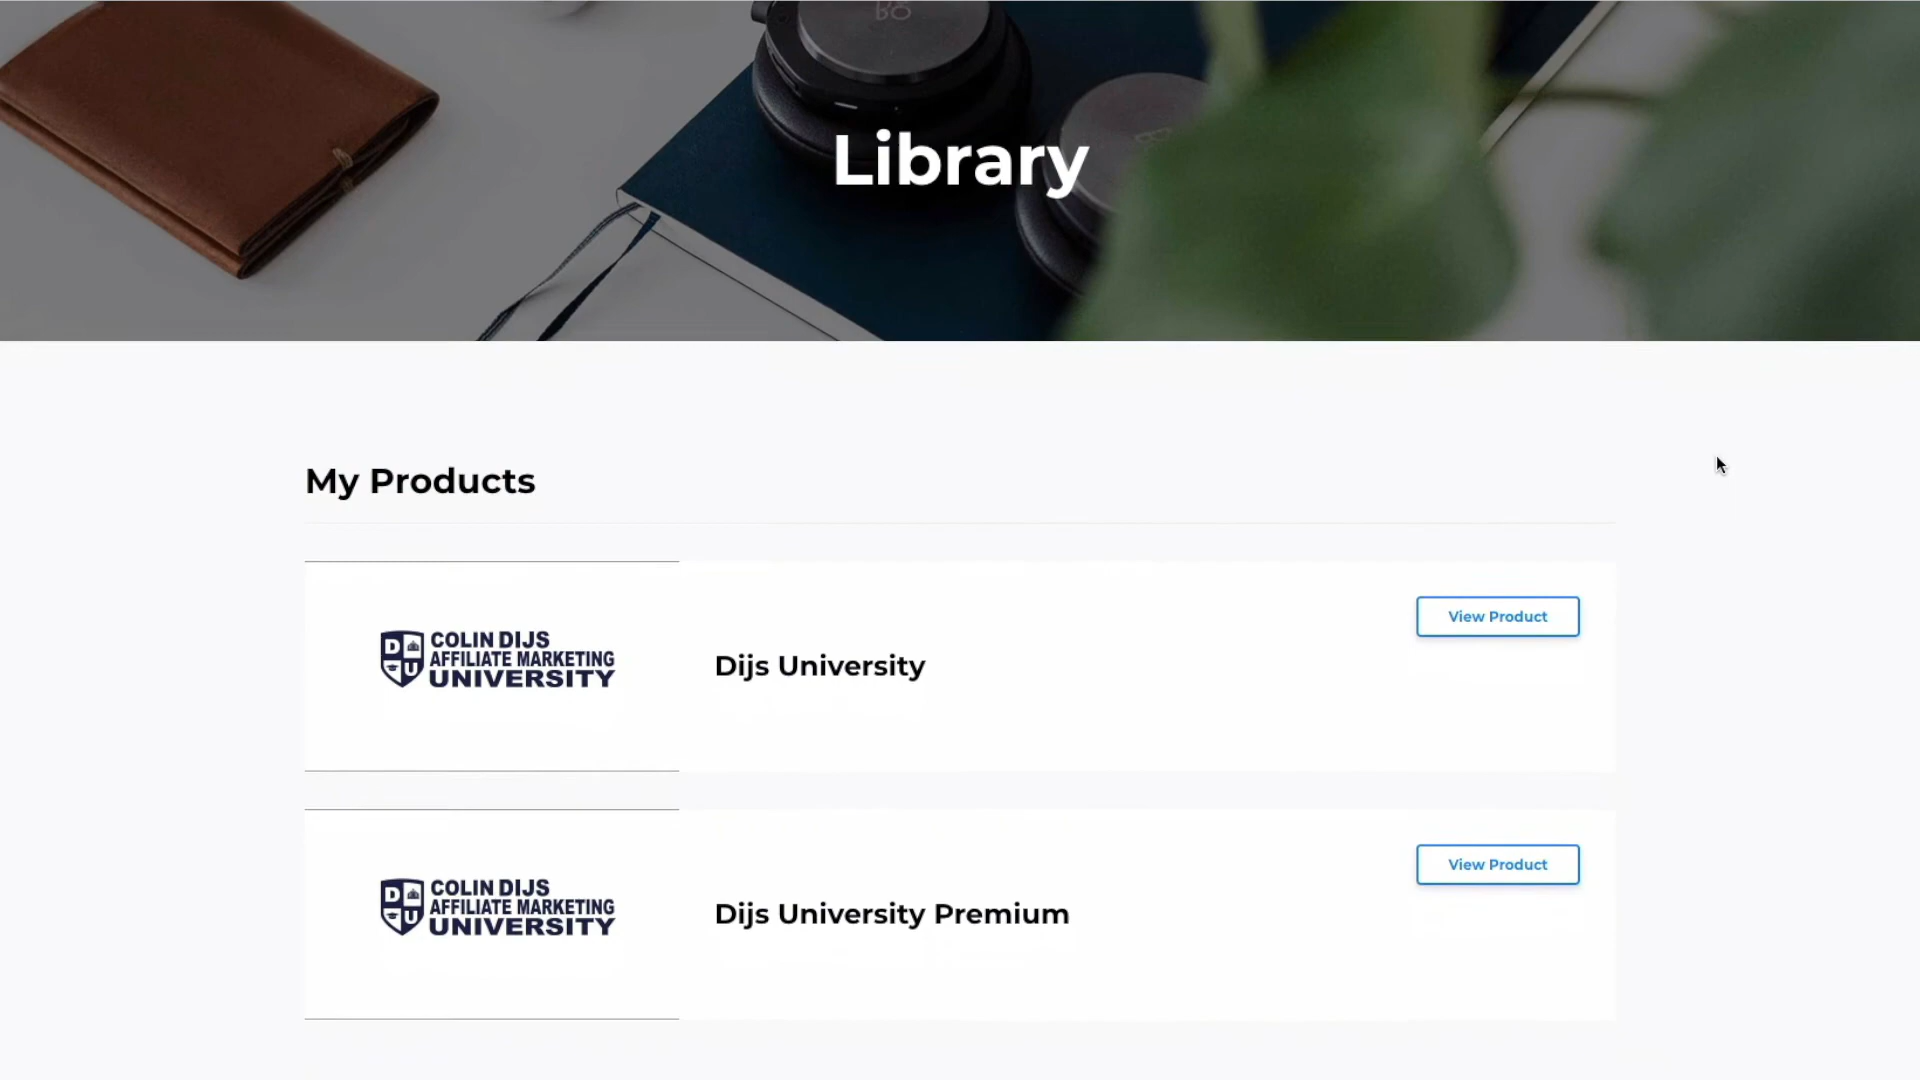 Library
My Products
View Product
COLIN DIJS
AFFILIATE MARKETING
UNIVERSITY
Dijs University
View Product
COLIN DIJS
AFFILIATE MARKETING
UNIVERSITY
Dijs University Premium